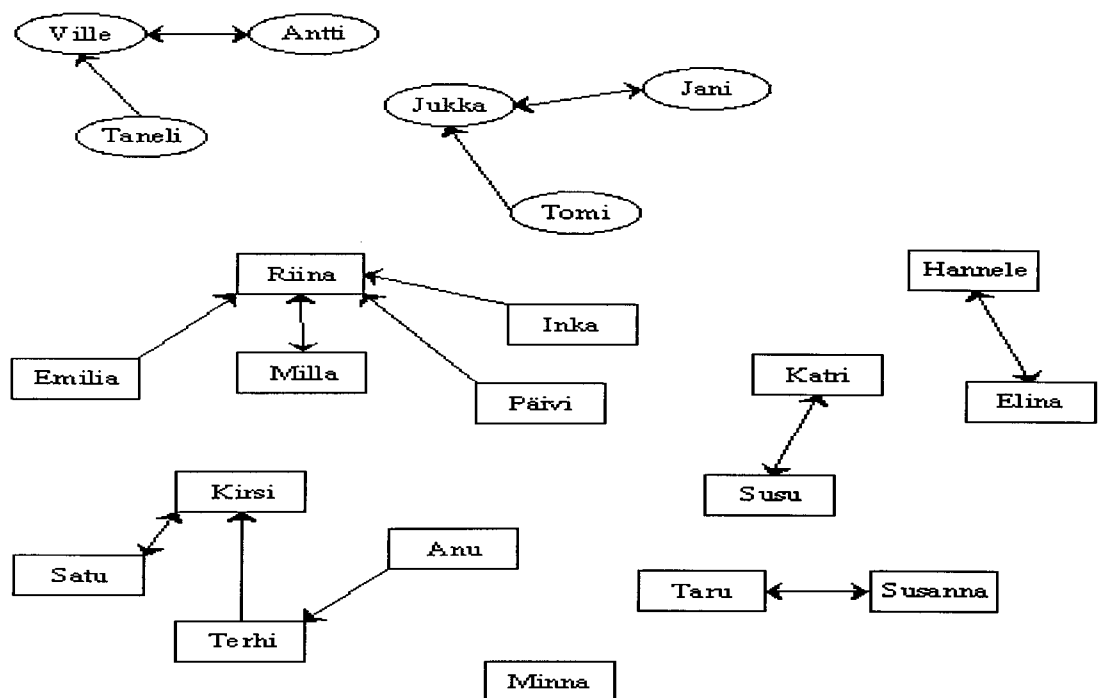 Ville
Antti
Taneli
Jukka
Jani
Tomi
Riina
Inka
Emilia
Milla
Päivi
Hannele
Elina
Katri
Susu
Kirsi
Satu
Anu
Terhi
Taru
Susanna
Minna